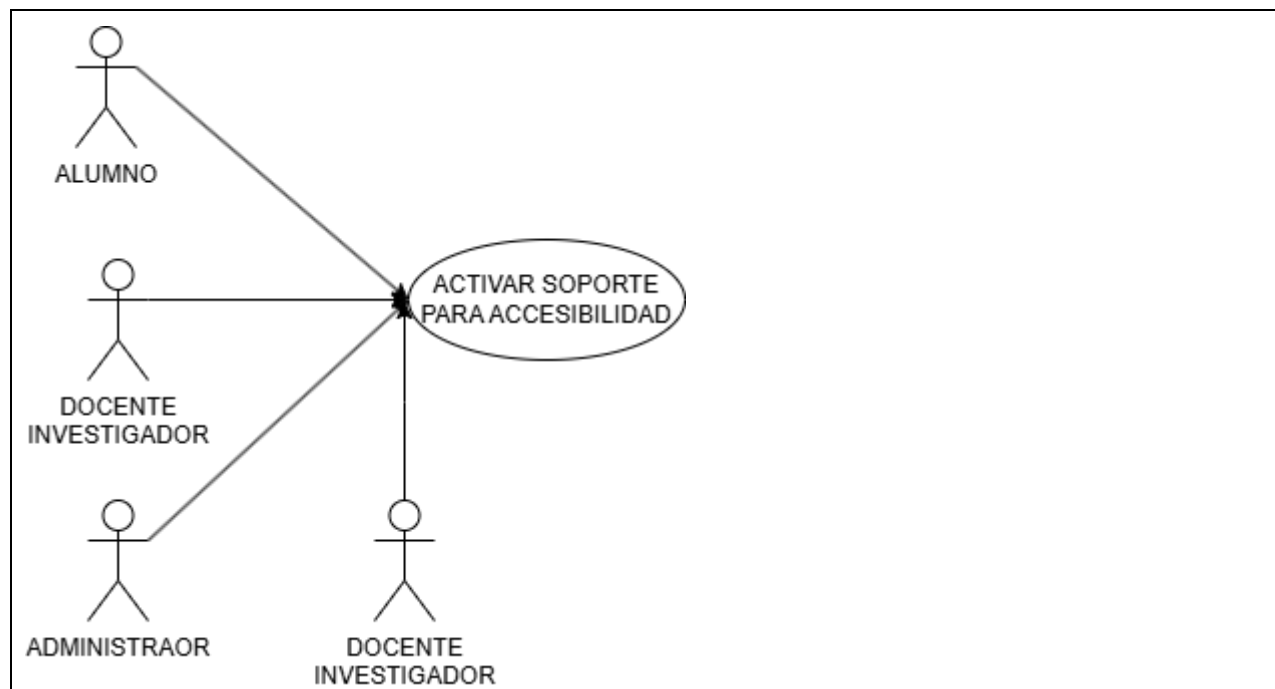 ALUMNO
ACTIVAR SOPORTE
PARA ACCESIBILIDAD
DOCENTE
INVESTIGADOR
ADMINISTRAOR
DOCENTE
INVESTIGADOR